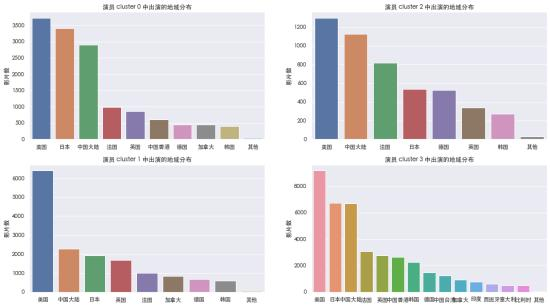 演员 cluster 0 中出演的地域分布
影片数
3500
3000
2500
2000
1500
1000
500
0
美国 日本 中国大陆 法国 英国 中国香港 德国 加拿大 韩国 其他
演员 cluster 2 中出演的地域分布
影片数
1200
1000
800
600
400
200
0
美国 中国大陆 法国 日本 德国 英国 韩国 其他
演员 cluster 1 中出演的地域分布
影片数
6000
5000
4000
3000
2000
1000
0
美国 中国大陆 日本 英国 法国 加拿大 德国 韩国 其他
演员 cluster 3 中出演的地域分布
影片数
8000
6000
4000
2000
0
美国 日本 中国大陆 法国 英国 中国香港 韩国 德国 中国台湾 加拿大 印度 西班牙 意大利 比利时 其他